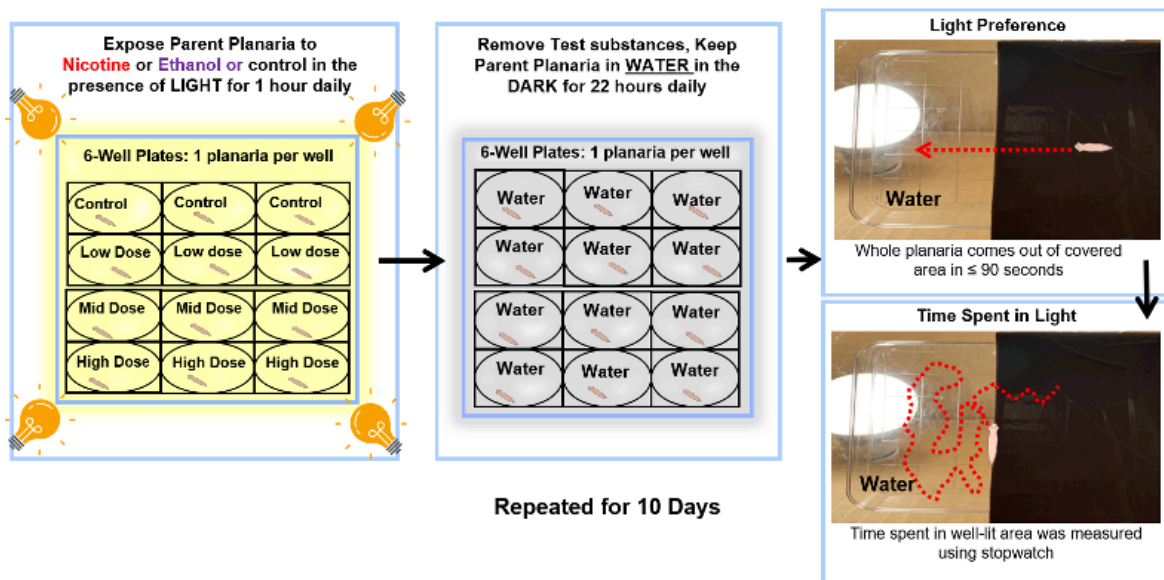 Expose Parent Planaria to
Nicotine or Ethanol or control in the
presence of LIGHT for 1 hour daily
6-Well Plates: 1 planaria per well
Control Control Control
Low Dose Low dose Low dose
Mid Dose Mid Dose Mid Dose
High Dose High Dose High Dose
Remove Test substances, Keep
Parent Planaria in WATER in the
DARK for 22 hours daily
6-Well Plates: 1 planaria per well
Water Water Water
Water Water Water
Water Water Water
Water Water Water
Repeated for 10 Days
Light Preference
Water
Whole planaria comes out of covered
area in ≤ 90 seconds
Time Spent in Light
Water
Time spent in well-lit area was measured
using stopwatch